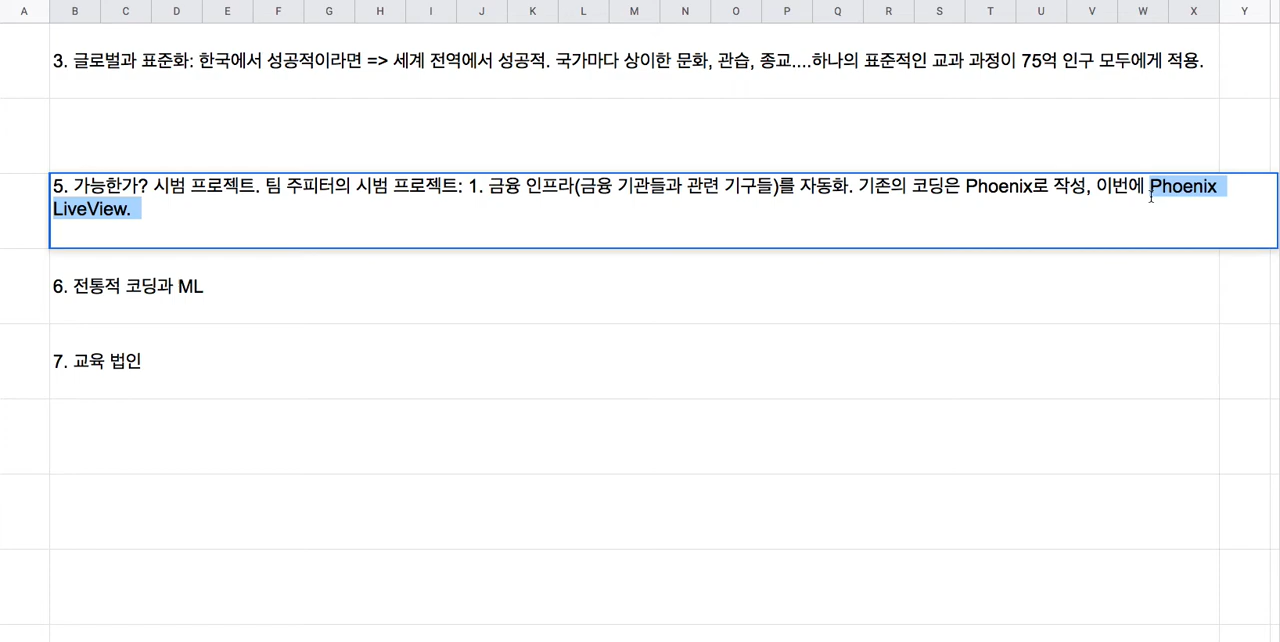 A B C D E F G H I J K L M N O P Q R S T U V W X Y
3. 글로벌과 표준화: 한국에서 성공적이라면 => 세계 전역에서 성공적. 국가마다 상이한 문화, 관습, 종교....하나의 표준적인 교과 과정이 75억 인구 모두에게 적용.
5. 가능한가? 시범 프로젝트. 팀 주피터의 시범 프로젝트: 1. 금융 인프라(금융 기관들과 관련 기구들)를 자동화. 기존의 코딩은 Phoenix로 작성, 이번에 Phoenix
LiveView.
6. 전통적 코딩과 ML
7. 교육 법인